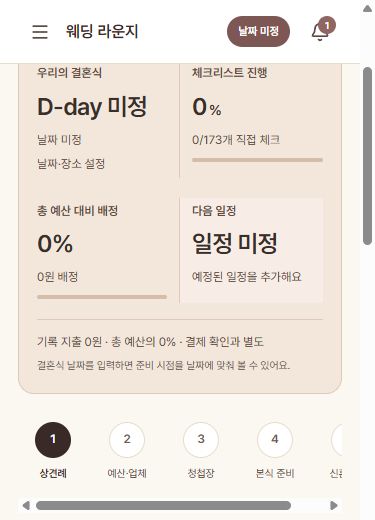 웨딩 라운지
날짜 미정
1
우리의 결혼식
D-day 미정
날짜 미정
날짜·장소 설정
체크리스트 진행
0%
0/173개 직접 체크
총 예산 대비 배정
0%
0원 배정
다음 일정
일정 미정
예정된 일정을 추가해요
기록 지출 0원 · 총 예산의 0% · 결제 확인과 별도
결혼식 날짜를 입력하면 준비 시점을 날짜에 맞춰 볼 수 있어요.
1
상견례
2
예산·업체
3
청첩장
4
본식 준비